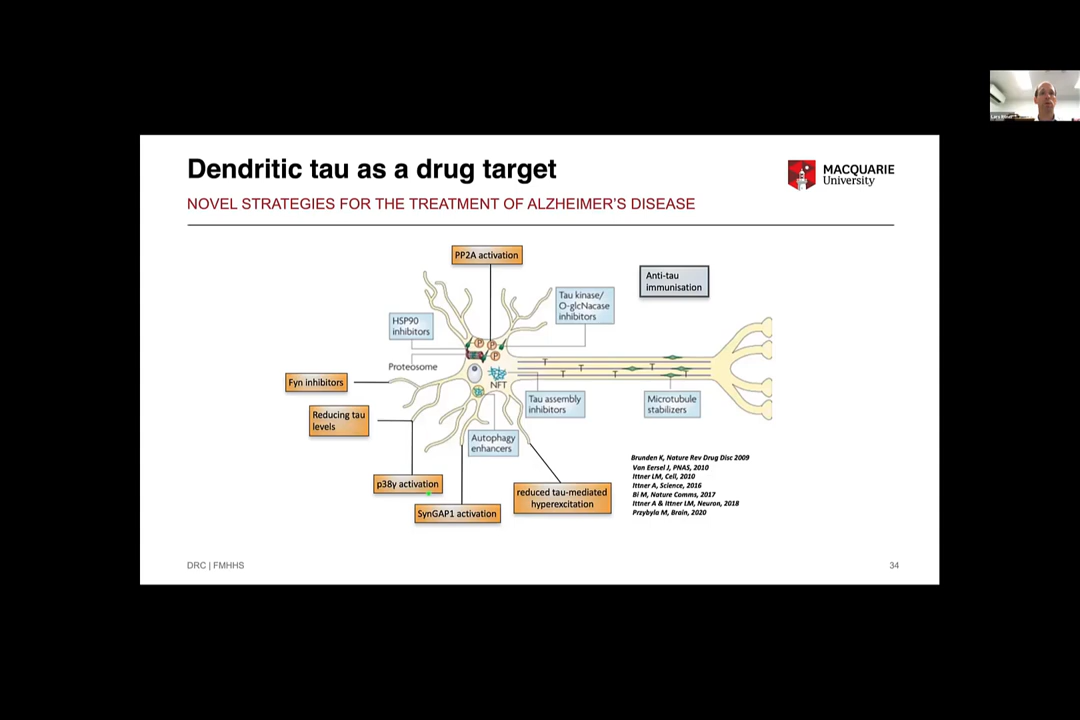 Dendritic tau as a drug target
MACQUARIE
University
NOVEL STRATEGIES FOR THE TREATMENT OF ALZHEIMER'S DISEASE
PP2A activation
Anti-tau
immunisation
Tau kinase/
O-glcNacase
inhibitors
HSP90
inhibitors
P
P
P
Proteosome
NFT
Fyn inhibitors
Tau assembly
inhibitors
Microtubule
stabilizers
Reducing tau
levels
Autophagy
enhancers
p38γ activation
reduced tau-mediated
hyperexcitation
SynGAP1 activation
Brunden K, Nature Rev Drug Disc 2009
Van Eersel J, PNAS, 2010
Ittner LM, Cell, 2010
Ittner A, Science, 2016
Bi M, Nature Comms, 2017
Ittner A & Ittner LM, Neuron, 2018
Przybyla M, Brain, 2020
DRC | FMHHS
34